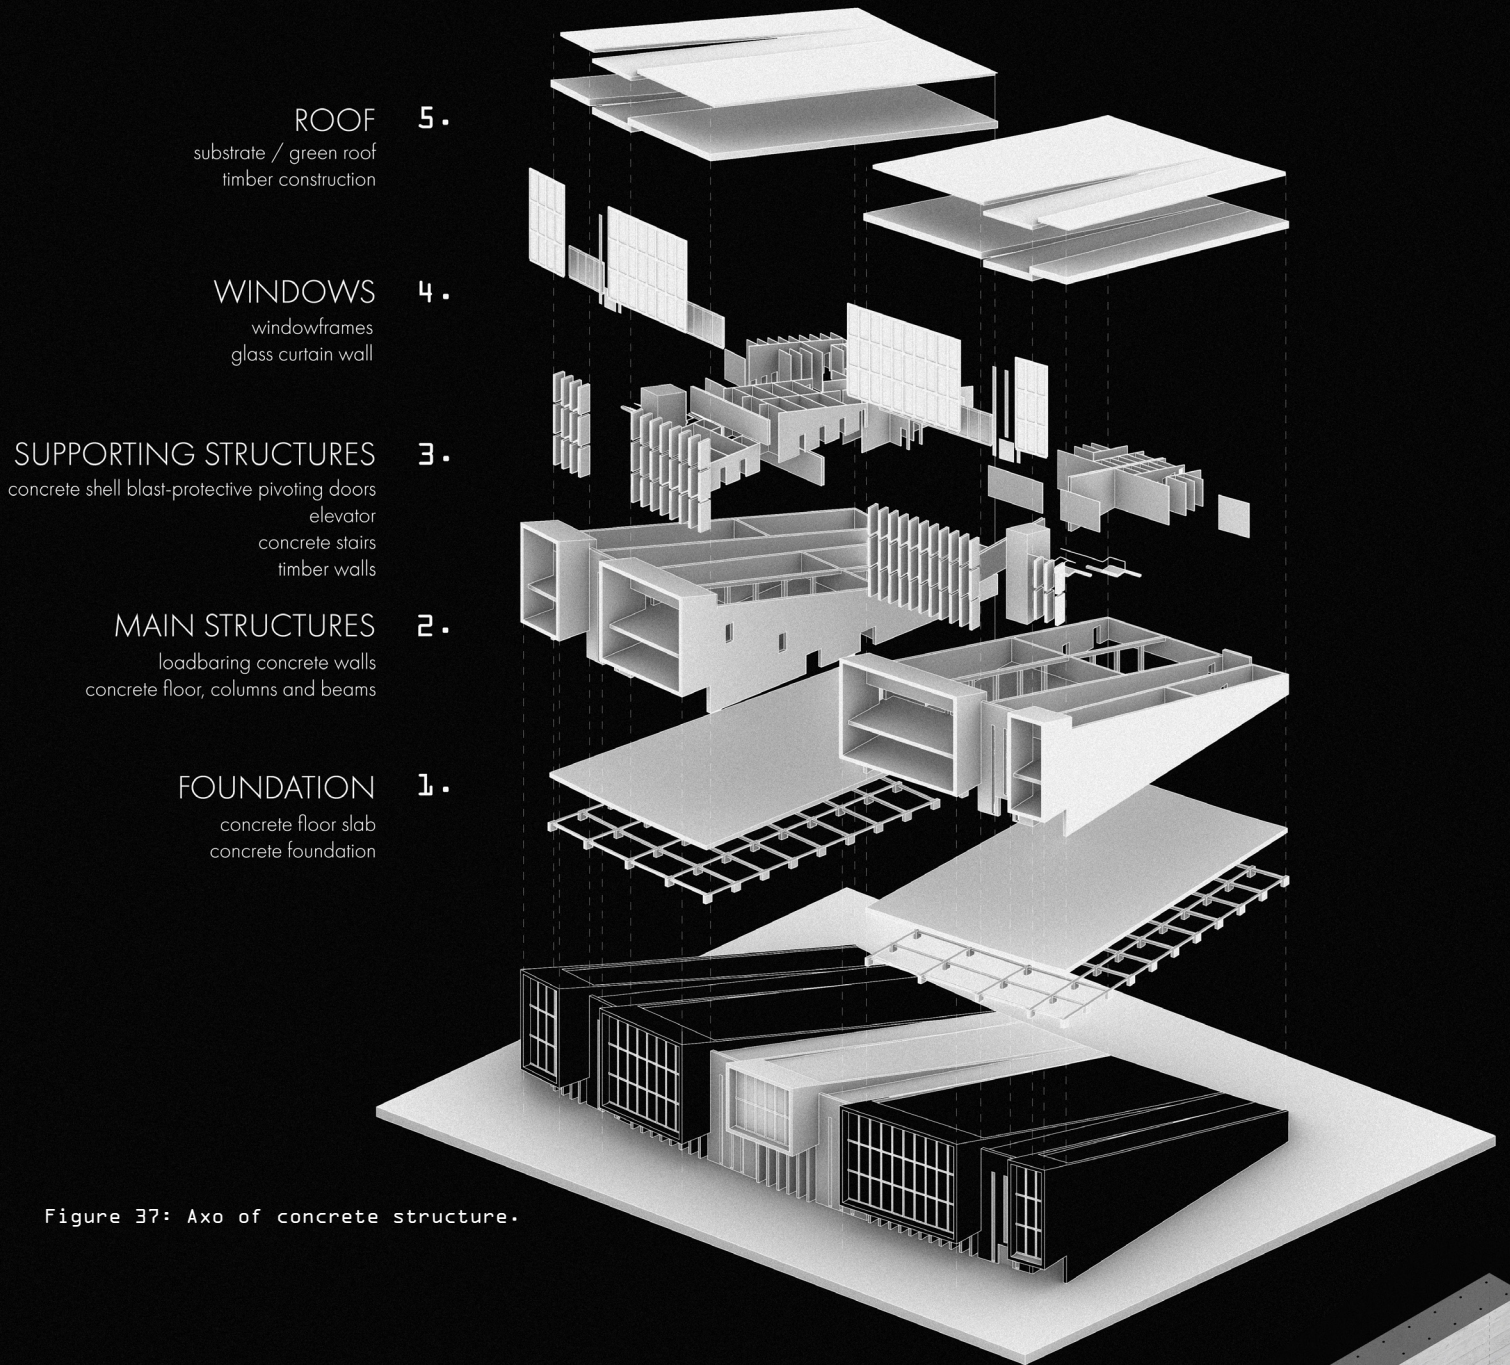 ROOF 5.
substrate / green roof
timber construction
WINDOWS 4.
windowframes
glass curtain wall
SUPPORTING STRUCTURES 3.
concrete shell blast-protective pivoting doors
elevator
concrete stairs
timber walls
MAIN STRUCTURES 2.
loadbaring concrete walls
concrete floor, columns and beams
FOUNDATION 1.
concrete floor slab
concrete foundation
Figure 37: Axo of concrete structure.